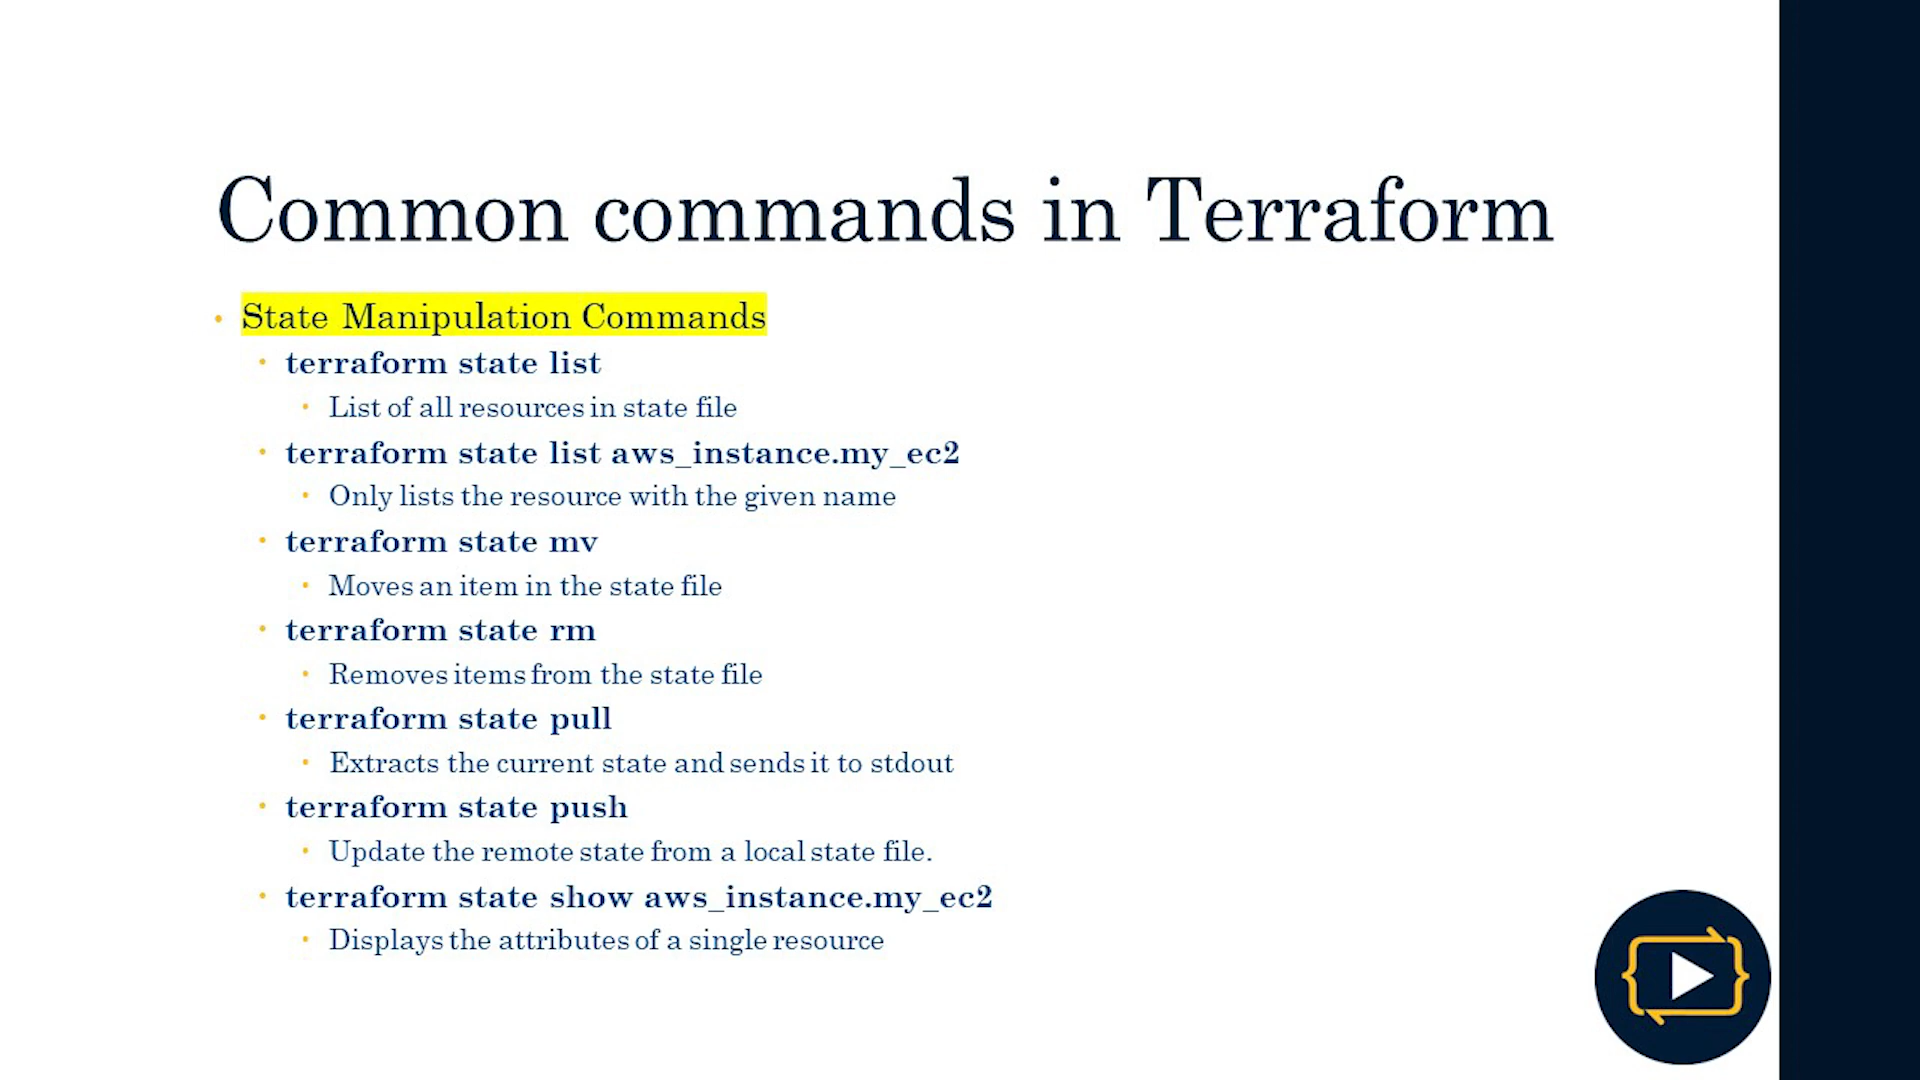 Common commands in Terraform
• State Manipulation Commands
• terraform state list
• List of all resources in state file
• terraform state list aws_instance.my_ec2
• Only lists the resource with the given name
• terraform state mv
• Moves an item in the state file
• terraform state rm
• Removes items from the state file
• terraform state pull
• Extracts the current state and sends it to stdout
• terraform state push
• Update the remote state from a local state file.
• terraform state show aws_instance.my_ec2
• Displays the attributes of a single resource